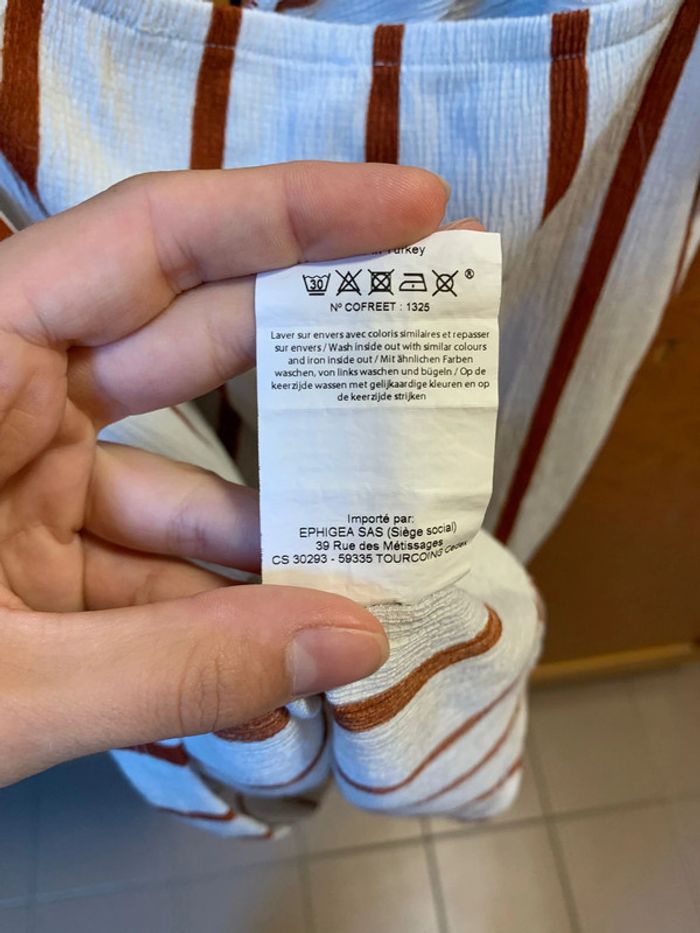 in Turkey
30 ®
Nº COFREET : 1325
Laver sur envers avec coloris similaires et repasser
sur envers / Wash inside out with similar colours
and iron inside out / Mit ähnlichen Farben
waschen, von links waschen und bügeln / Op de
keerzijde wassen met gelijkaardige kleuren en op
de keerzijde strijken
Importé par:
EPHIGEA SAS (Siège social)
39 Rue des Métissages
CS 30293 - 59335 TOURCOING Cedex